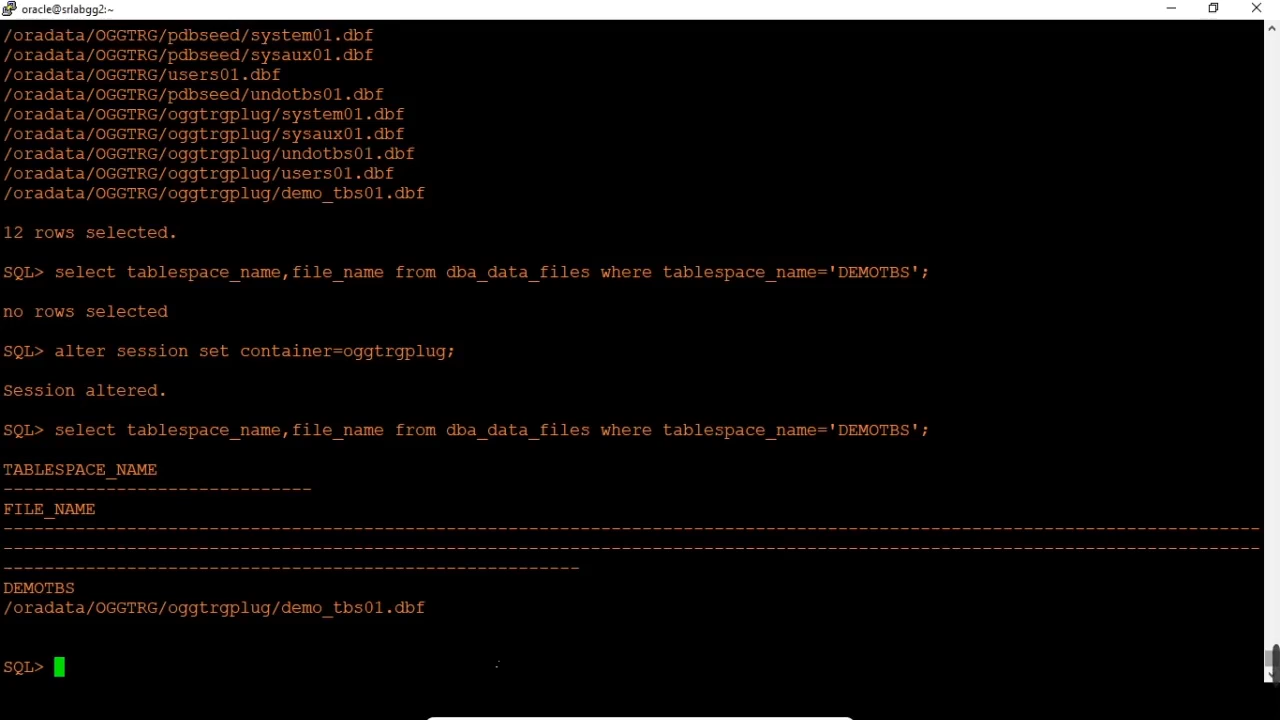 oracle@srlabgg2:~
/oradata/OGGTRG/pdbseed/system01.dbf
/oradata/OGGTRG/pdbseed/sysaux01.dbf
/oradata/OGGTRG/users01.dbf
/oradata/OGGTRG/pdbseed/undotbs01.dbf
/oradata/OGGTRG/oggtrgplug/system01.dbf
/oradata/OGGTRG/oggtrgplug/sysaux01.dbf
/oradata/OGGTRG/oggtrgplug/undotbs01.dbf
/oradata/OGGTRG/oggtrgplug/users01.dbf
/oradata/OGGTRG/oggtrgplug/demo_tbs01.dbf
12 rows selected.
SQL> select tablespace_name,file_name from dba_data_files where tablespace_name='DEMOTBS';
no rows selected
SQL> alter session set container=oggtrgplug;
Session altered.
SQL> select tablespace_name,file_name from dba_data_files where tablespace_name='DEMOTBS';
TABLESPACE_NAME
------------------------------
FILE_NAME
--------------------------------------------------------------------------------------------------------------------------
--------------------------------------------------------------------------------------------------------------------------
--------------------------------------------------------
DEMOTBS
/oradata/OGGTRG/oggtrgplug/demo_tbs01.dbf
SQL>